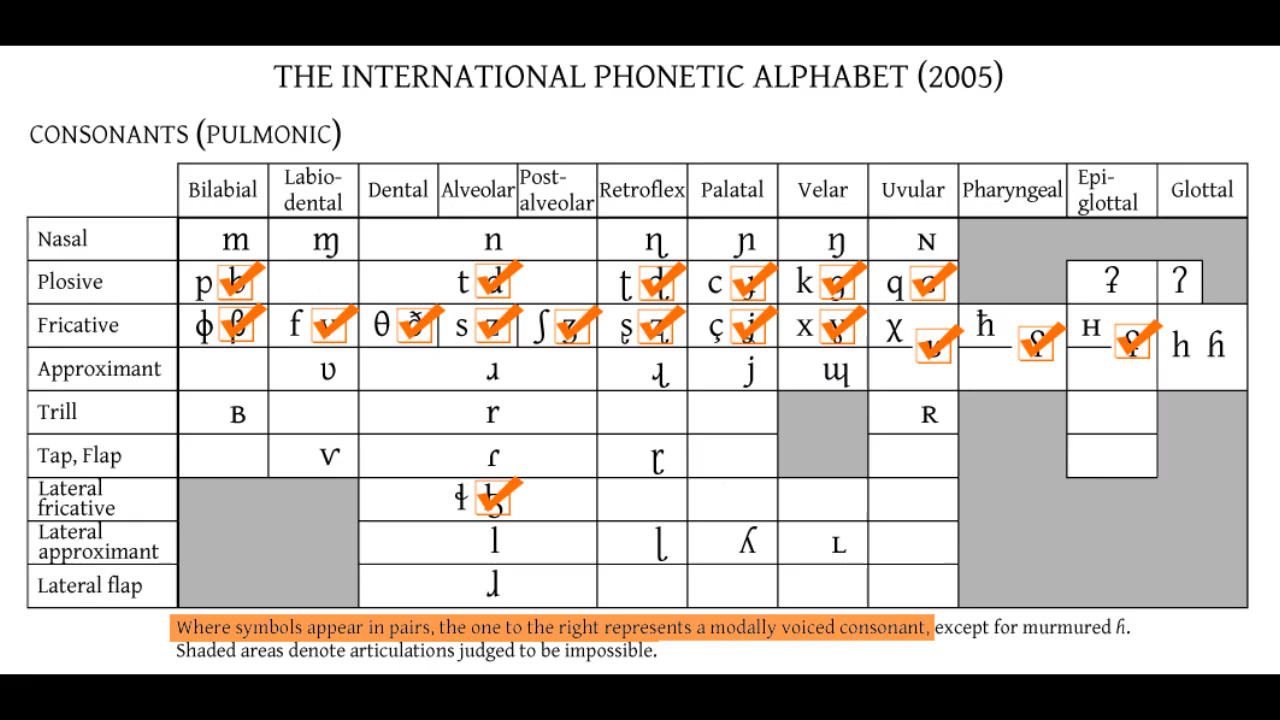 THE INTERNATIONAL PHONETIC ALPHABET (2005)
CONSONANTS (PULMONIC)
Bilabial Labio-dental Dental Alveolar Post-alveolar Retroflex Palatal Velar Uvular Pharyngeal Epi-glottal Glottal
Nasal m ɱ n ɳ ɲ ŋ ɴ
Plosive p b t d ʈ ɖ c ɟ k ɡ q ɢ ʡ ʔ
Fricative ɸ β f v θ ð s z ʃ ʒ ʂ ʐ ç ʝ x ɣ χ ʁ ħ ʕ ʜ ʢ h ɦ
Approximant ʋ ɹ ɻ j ɰ
Trill ʙ r ʀ
Tap, Flap ⱱ ɾ ɽ
Lateral fricative ɬ ɮ
Lateral approximant l ɭ ʎ ʟ
Lateral flap ɺ
Where symbols appear in pairs, the one to the right represents a modally voiced consonant, except for murmured ɦ.
Shaded areas denote articulations judged to be impossible.